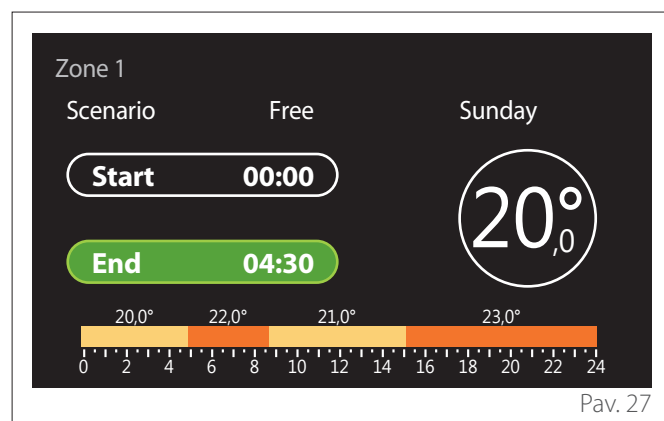 Zone 1
Scenario Free Sunday
Start 00:00
20°,0
End 04:30
20,0° 22,0° 21,0° 23,0°
0 2 4 6 8 10 12 14 16 18 20 22 24
Pav. 27